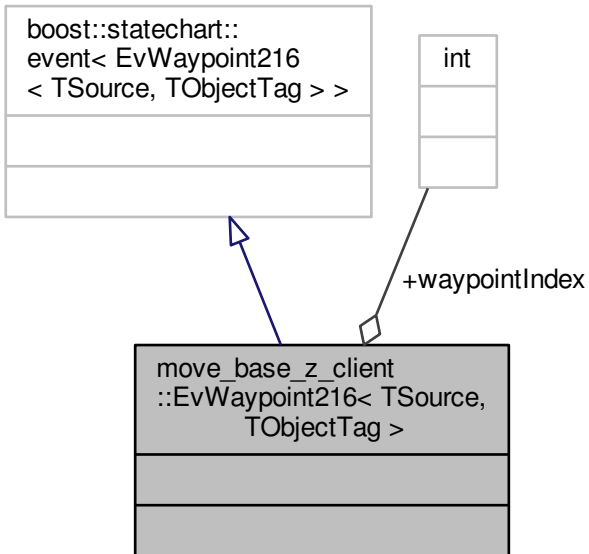 boost::statechart::
event< EvWaypoint216
< TSource, TObjectTag > >
int
+waypointIndex
move_base_z_client
::EvWaypoint216< TSource,
TObjectTag >